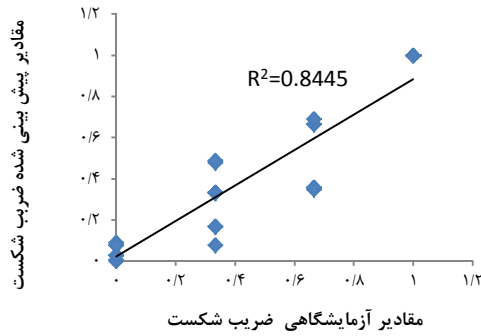 مقادیر پیش بینی شده ضریب شکست
۱/۲
۱
۰/۸
۰/۶
۰/۴
۰/۲
۰
R²=0.8445
۰ ۰/۲ ۰/۴ ۰/۶ ۰/۸ ۱ ۱/۲
مقادیر آزمایشگاهی ضریب شکست